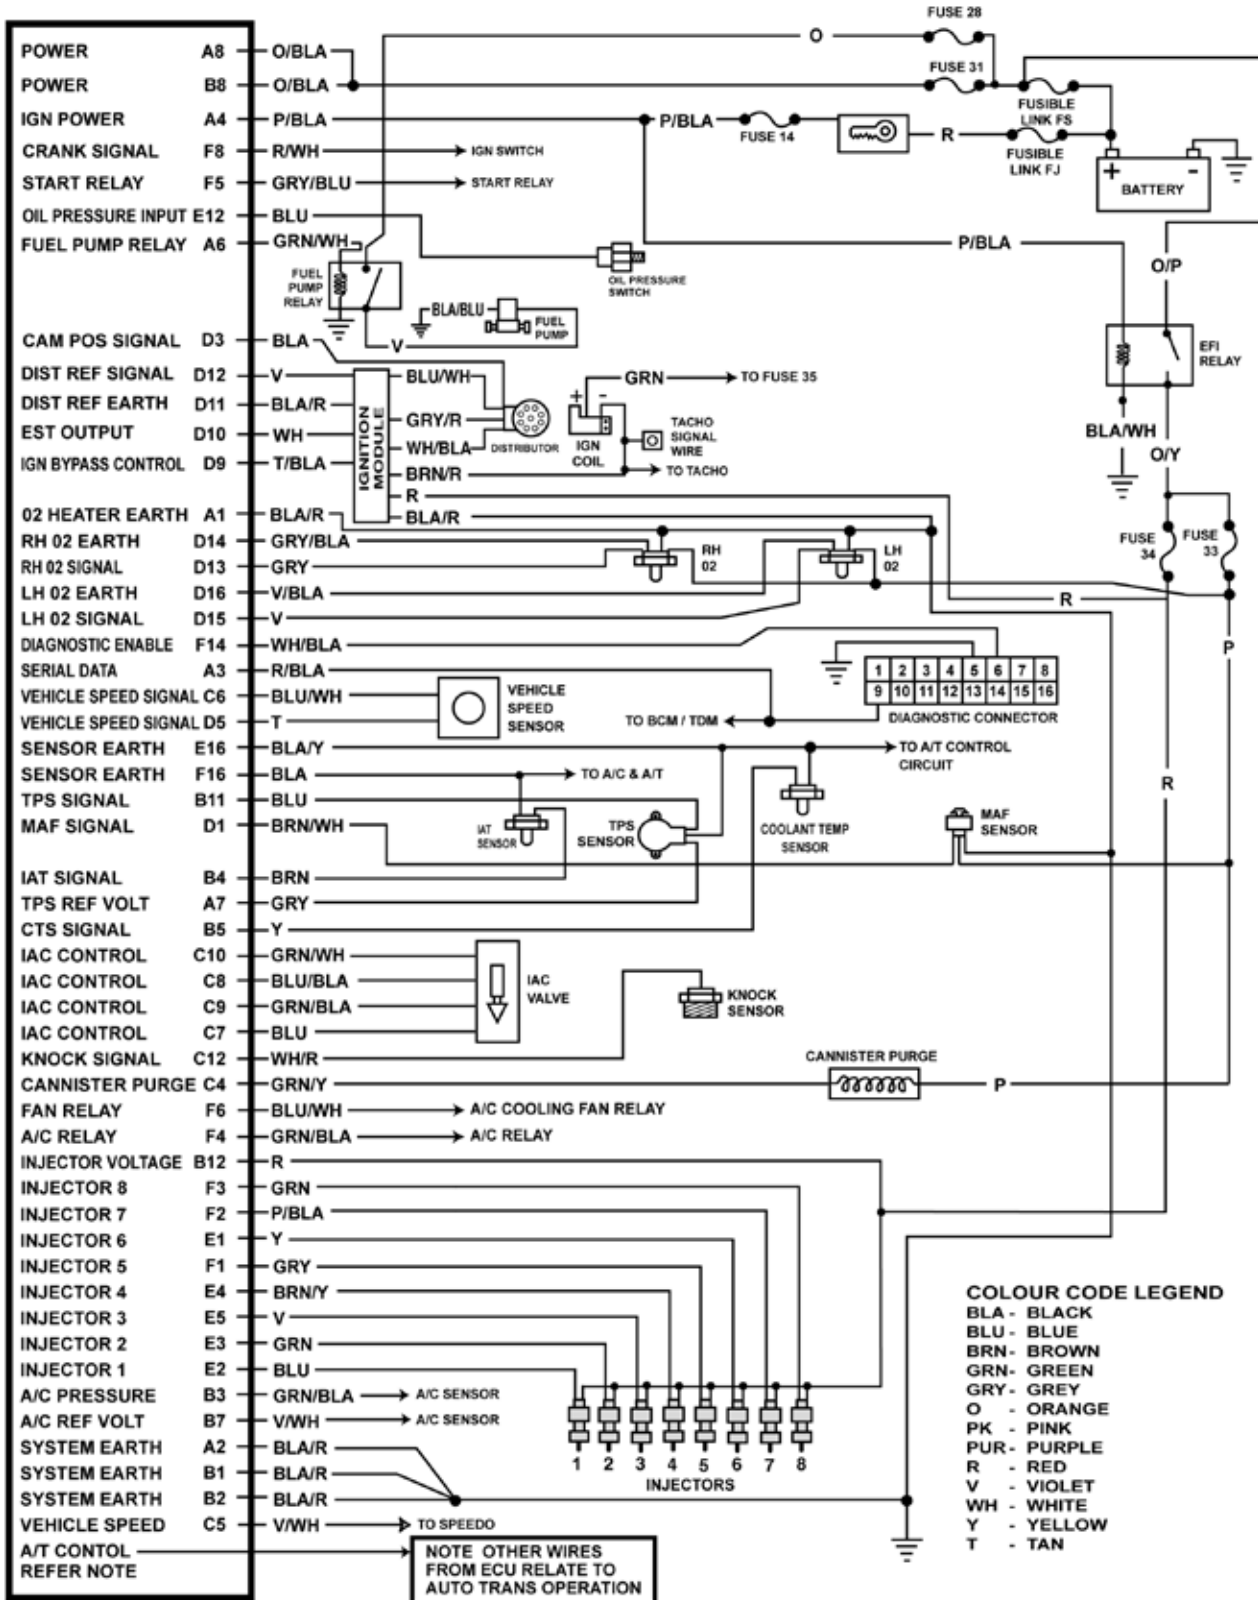 FUSE 28
POWER A8 O/BLA O
POWER B8 O/BLA FUSE 31
FUSIBLE
LINK FS
IGN POWER A4 P/BLA P/BLA FUSE 14
CRANK SIGNAL F8 R/WH IGN SWITCH R
FUSIBLE
LINK FJ
START RELAY F5 GRY/BLU START RELAY
+ -
BATTERY
OIL PRESSURE INPUT E12 BLU
FUEL PUMP RELAY A6 GRN/WH P/BLA
O/P
FUEL
PUMP
RELAY
OIL PRESSURE
SWITCH
BLA/BLU FUEL
PUMP
V
EFI
RELAY
CAM POS SIGNAL D3 BLA
DIST REF SIGNAL D12 V BLU/WH GRN TO FUSE 35
DIST REF EARTH D11 BLA/R GRY/R
+ -
TACHO
SIGNAL
WIRE
EST OUTPUT D10 WH WH/BLA DISTRIBUTOR
IGN
COIL
BLA/WH
O/Y
IGN BYPASS CONTROL D9 T/BLA BRN/R TO TACHO
IGNITION
MODULE
R
02 HEATER EARTH A1 BLA/R BLA/R
RH 02 EARTH D14 GRY/BLA
RH
02
LH
02
FUSE
34
FUSE
33
RH 02 SIGNAL D13 GRY
LH 02 EARTH D16 V/BLA
R
LH 02 SIGNAL D15 V
DIAGNOSTIC ENABLE F14 WH/BLA
P
SERIAL DATA A3 R/BLA
1 2 3 4 5 6 7 8
9 10 11 12 13 14 15 16
VEHICLE SPEED SIGNAL C6 BLU/WH
VEHICLE
SPEED
SENSOR
VEHICLE SPEED SIGNAL D5 T
TO BCM / TDM DIAGNOSTIC CONNECTOR
SENSOR EARTH E16 BLA/Y
TO A/T CONTROL
CIRCUIT
SENSOR EARTH F16 BLA TO A/C & A/T
R
TPS SIGNAL B11 BLU
MAF SIGNAL D1 BRN/WH
IAT
SENSOR
TPS
SENSOR
COOLANT TEMP
SENSOR
MAF
SENSOR
IAT SIGNAL B4 BRN
TPS REF VOLT A7 GRY
CTS SIGNAL B5 Y
IAC CONTROL C10 GRN/WH
IAC CONTROL C8 BLU/BLA
IAC
VALVE
IAC CONTROL C9 GRN/BLA
KNOCK
SENSOR
IAC CONTROL C7 BLU
KNOCK SIGNAL C12 WH/R
CANNISTER PURGE
CANNISTER PURGE C4 GRN/Y P
FAN RELAY F6 BLU/WH A/C COOLING FAN RELAY
A/C RELAY F4 GRN/BLA A/C RELAY
INJECTOR VOLTAGE B12 R
INJECTOR 8 F3 GRN
INJECTOR 7 F2 P/BLA
INJECTOR 6 E1 Y
INJECTOR 5 F1 GRY
INJECTOR 4 E4 BRN/Y
INJECTOR 3 E5 V
INJECTOR 2 E3 GRN
INJECTOR 1 E2 BLU
A/C PRESSURE B3 GRN/BLA A/C SENSOR
A/C REF VOLT B7 V/WH A/C SENSOR
SYSTEM EARTH A2 BLA/R
1 2 3 4 5 6 7 8
INJECTORS
SYSTEM EARTH B1 BLA/R
SYSTEM EARTH B2 BLA/R
VEHICLE SPEED C5 V/WH TO SPEEDO
A/T CONTOL
REFER NOTE
NOTE OTHER WIRES
FROM ECU RELATE TO
AUTO TRANS OPERATION
COLOUR CODE LEGEND
BLA - BLACK
BLU - BLUE
BRN - BROWN
GRN - GREEN
GRY - GREY
O - ORANGE
PK - PINK
PUR - PURPLE
R - RED
V - VIOLET
WH - WHITE
Y - YELLOW
T - TAN